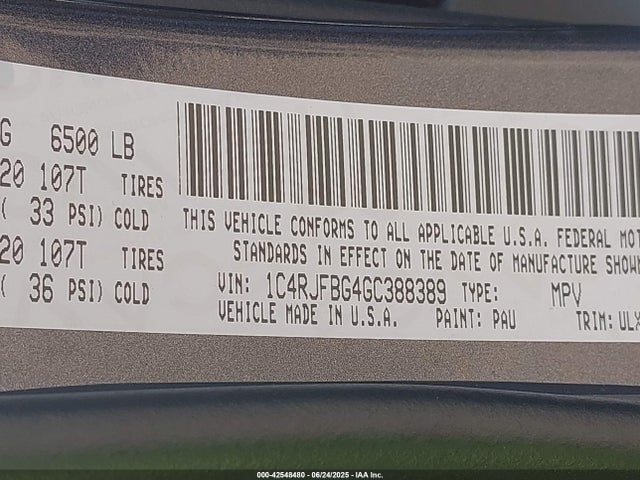 G 6500 LB
20 107T TIRES
( 33 PSI) COLD
20 107T TIRES
( 36 PSI) COLD
THIS VEHICLE CONFORMS TO ALL APPLICABLE U.S.A. FEDERAL MOT
STANDARDS IN EFFECT ON THE DATE OF MANUFACTURE SHOWN
VIN: 1C4RJFBG4GC388389 TYPE: MPV
VEHICLE MADE IN U.S.A. PAINT: PAU TRIM: ULX
000-42548480 - 06/24/2025 - IAA Inc.